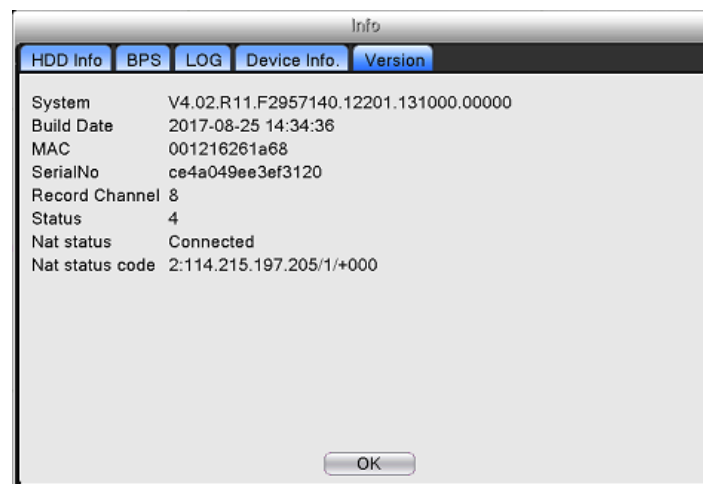 Info
HDD Info BPS LOG Device Info. Version
System V4.02.R11.F2957140.12201.131000.00000
Build Date 2017-08-25 14:34:36
MAC 001216261a68
SerialNo ce4a049ee3ef3120
Record Channel 8
Status 4
Nat status Connected
Nat status code 2:114.215.197.205/1/+000
OK